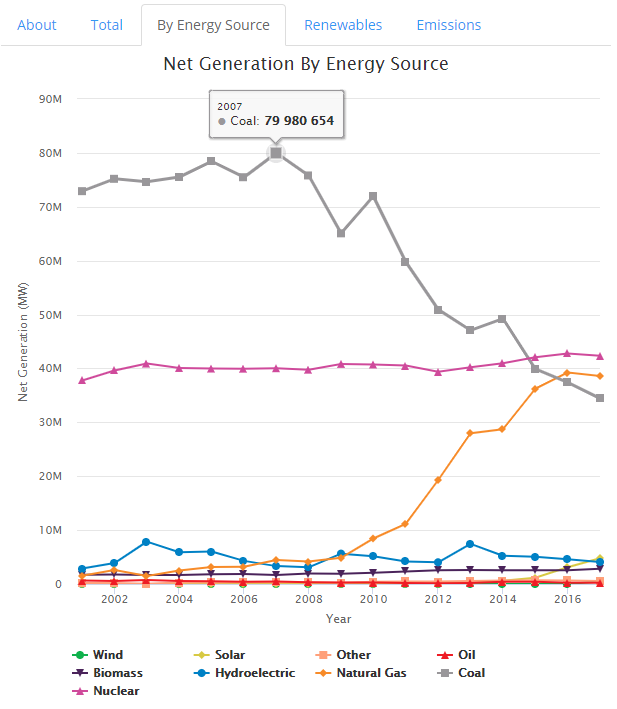 About Total By Energy Source Renewables Emissions
Net Generation By Energy Source
2007
Coal: 79 980 654
Net Generation (MW)
90M
80M
70M
60M
50M
40M
30M
20M
10M
0
2002 2004 2006 2008 2010 2012 2014 2016
Year
Wind Solar Other Oil
Biomass Hydroelectric Natural Gas Coal
Nuclear